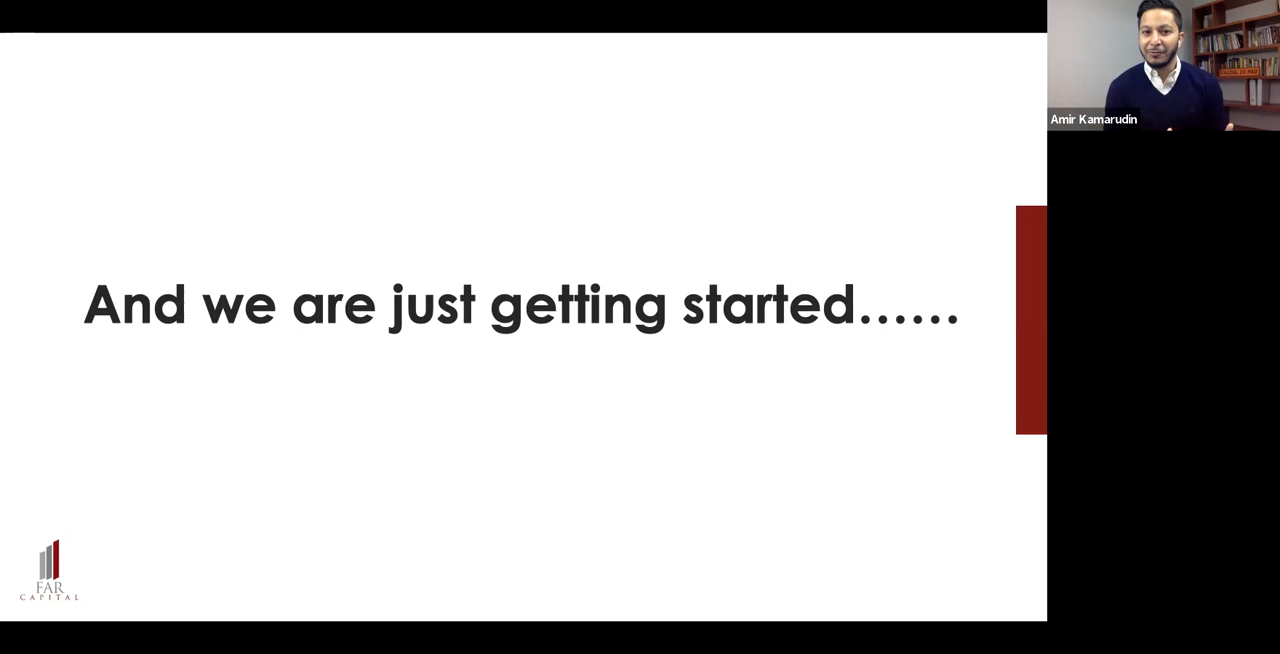 Amir Kamarudin
And we are just getting started......
FAR
CAPITAL